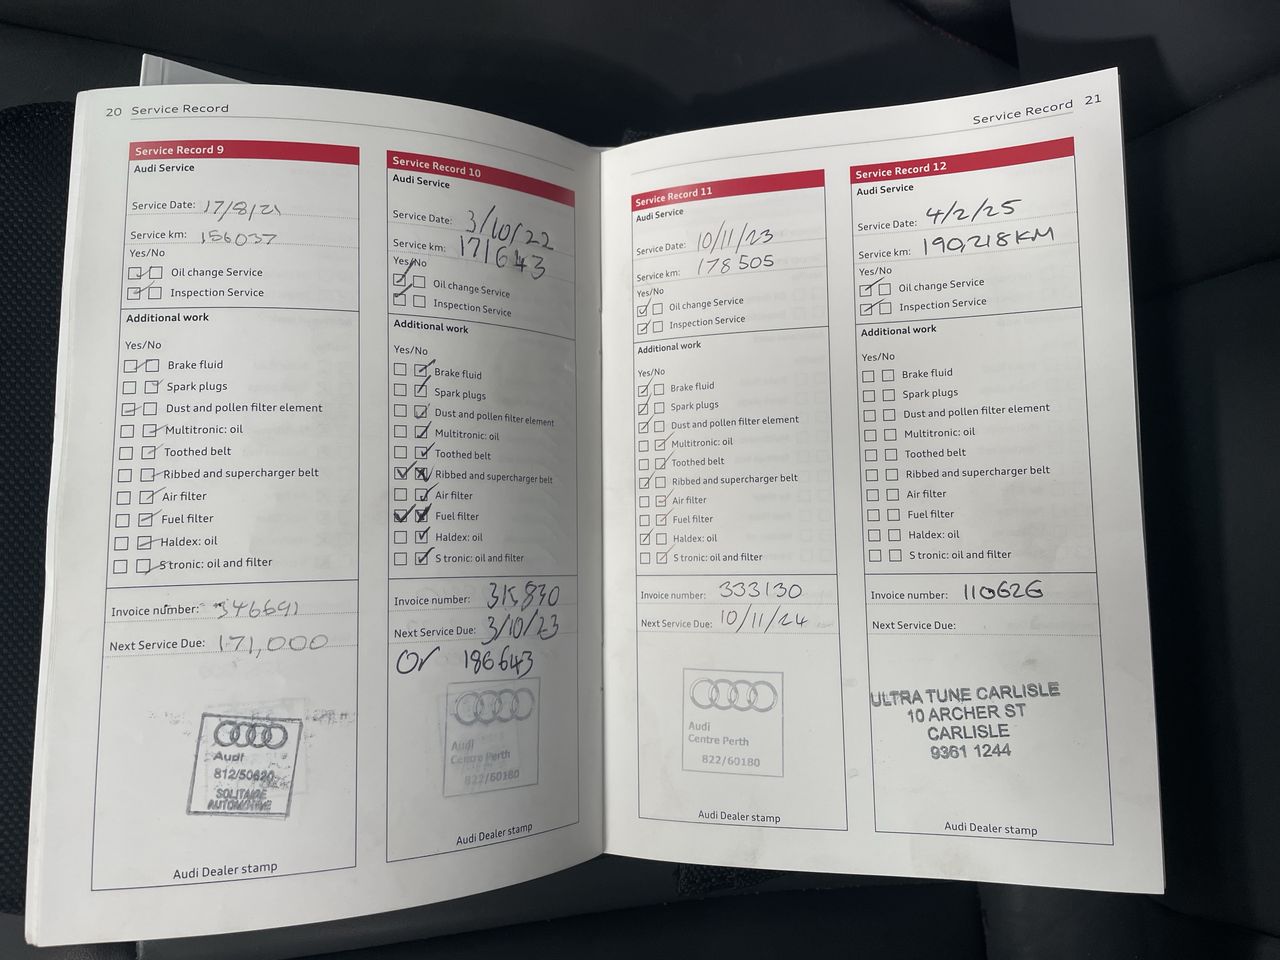 20 Service Record
Service Record 9
Audi Service
Service Date: 17/8/21
Service km: 156037
Yes/No
Oil change Service
Inspection Service
Additional work
Yes/No
Brake fluid
Spark plugs
Dust and pollen filter element
Multitronic: oil
Toothed belt
Ribbed and supercharger belt
Air filter
Fuel filter
Haldex: oil
S tronic: oil and filter
Invoice number: 346691
Next Service Due: 171,000
Audi
812/50620
SOLITAIRE
AUTOMOTIVE
Audi Dealer stamp
Service Record 10
Audi Service
Service Date: 3/10/22
Service km: 171643
Yes/No
Oil change Service
Inspection Service
Additional work
Yes/No
Brake fluid
Spark plugs
Dust and pollen filter element
Multitronic: oil
Toothed belt
Ribbed and supercharger belt
Air filter
Fuel filter
Haldex: oil
S tronic: oil and filter
Invoice number: 315830
Next Service Due: 3/10/23
Or 186643
Audi
Centre Perth
822/60180
Audi Dealer stamp
Service Record 21
Service Record 11
Audi Service
Service Date: 10/11/23
Service km: 178505
Yes/No
Oil change Service
Inspection Service
Additional work
Yes/No
Brake fluid
Spark plugs
Dust and pollen filter element
Multitronic: oil
Toothed belt
Ribbed and supercharger belt
Air filter
Fuel filter
Haldex: oil
S tronic: oil and filter
Invoice number: 333130
Next Service Due: 10/11/24
Audi
Centre Perth
822/60180
Audi Dealer stamp
Service Record 12
Audi Service
Service Date: 4/2/25
Service km: 190,218KM
Yes/No
Oil change Service
Inspection Service
Additional work
Yes/No
Brake fluid
Spark plugs
Dust and pollen filter element
Multitronic: oil
Toothed belt
Ribbed and supercharger belt
Air filter
Fuel filter
Haldex: oil
S tronic: oil and filter
Invoice number: 110626
Next Service Due:
ULTRA TUNE CARLISLE
10 ARCHER ST
CARLISLE
9361 1244
Audi Dealer stamp